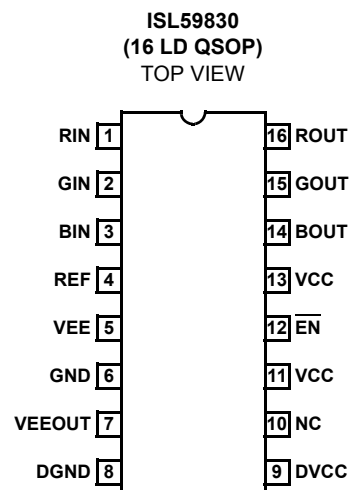 ISL59830
(16 LD QSOP)
TOP VIEW
RIN 1 16 ROUT
GIN 2 15 GOUT
BIN 3 14 BOUT
REF 4 13 VCC
VEE 5 12 E̅N̅
GND 6 11 VCC
VEEOUT 7 10 NC
DGND 8 9 DVCC